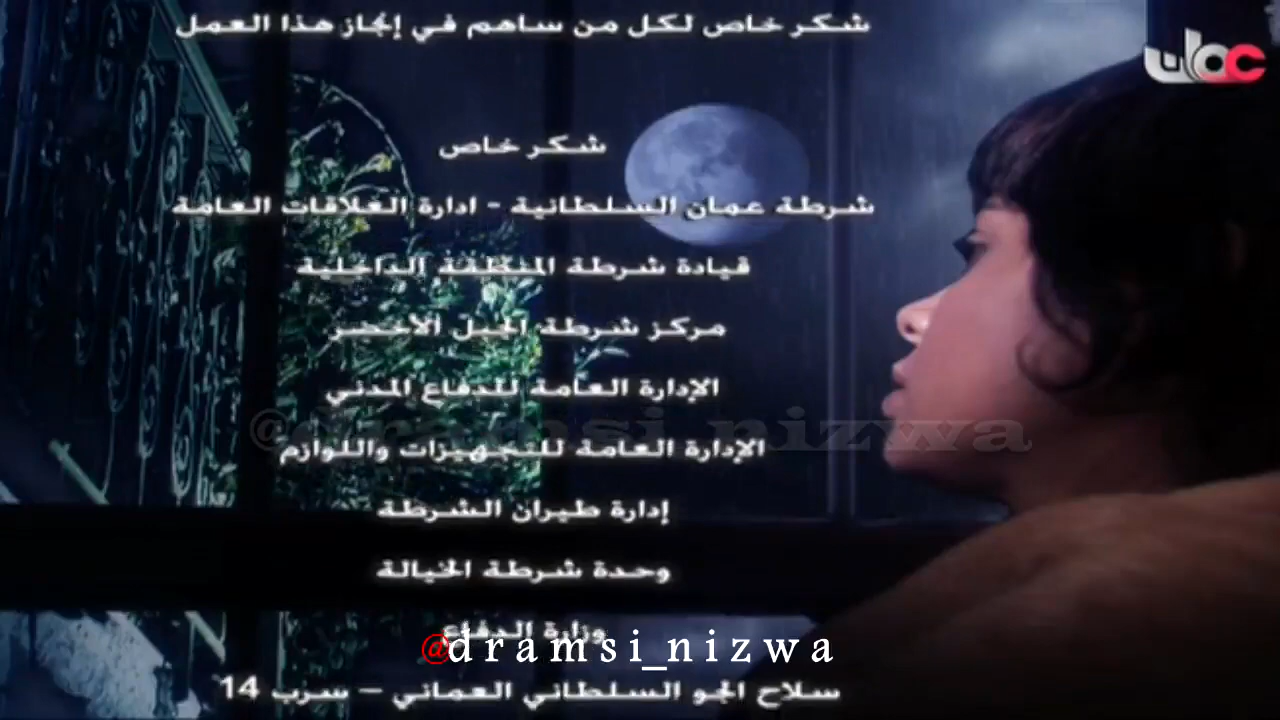 شكر خاص لكل من ساهم في إنجاز هذا العمل
عمان
شكر خاص
شرطة عمان السلطانية - ادارة العلاقات العامة
قيادة شرطة المنطقة الداخلية
مركز شرطة الجبل الأخضر
الإدارة العامة للدفاع المدني
@dramsi_nizwa
الإدارة العامة للتجهيزات واللوازم
إدارة طيران الشرطة
وحدة شرطة الخيالة
وزارة الدفاع
@dramsi_nizwa
سلاح الجو السلطاني العماني – سرب 14